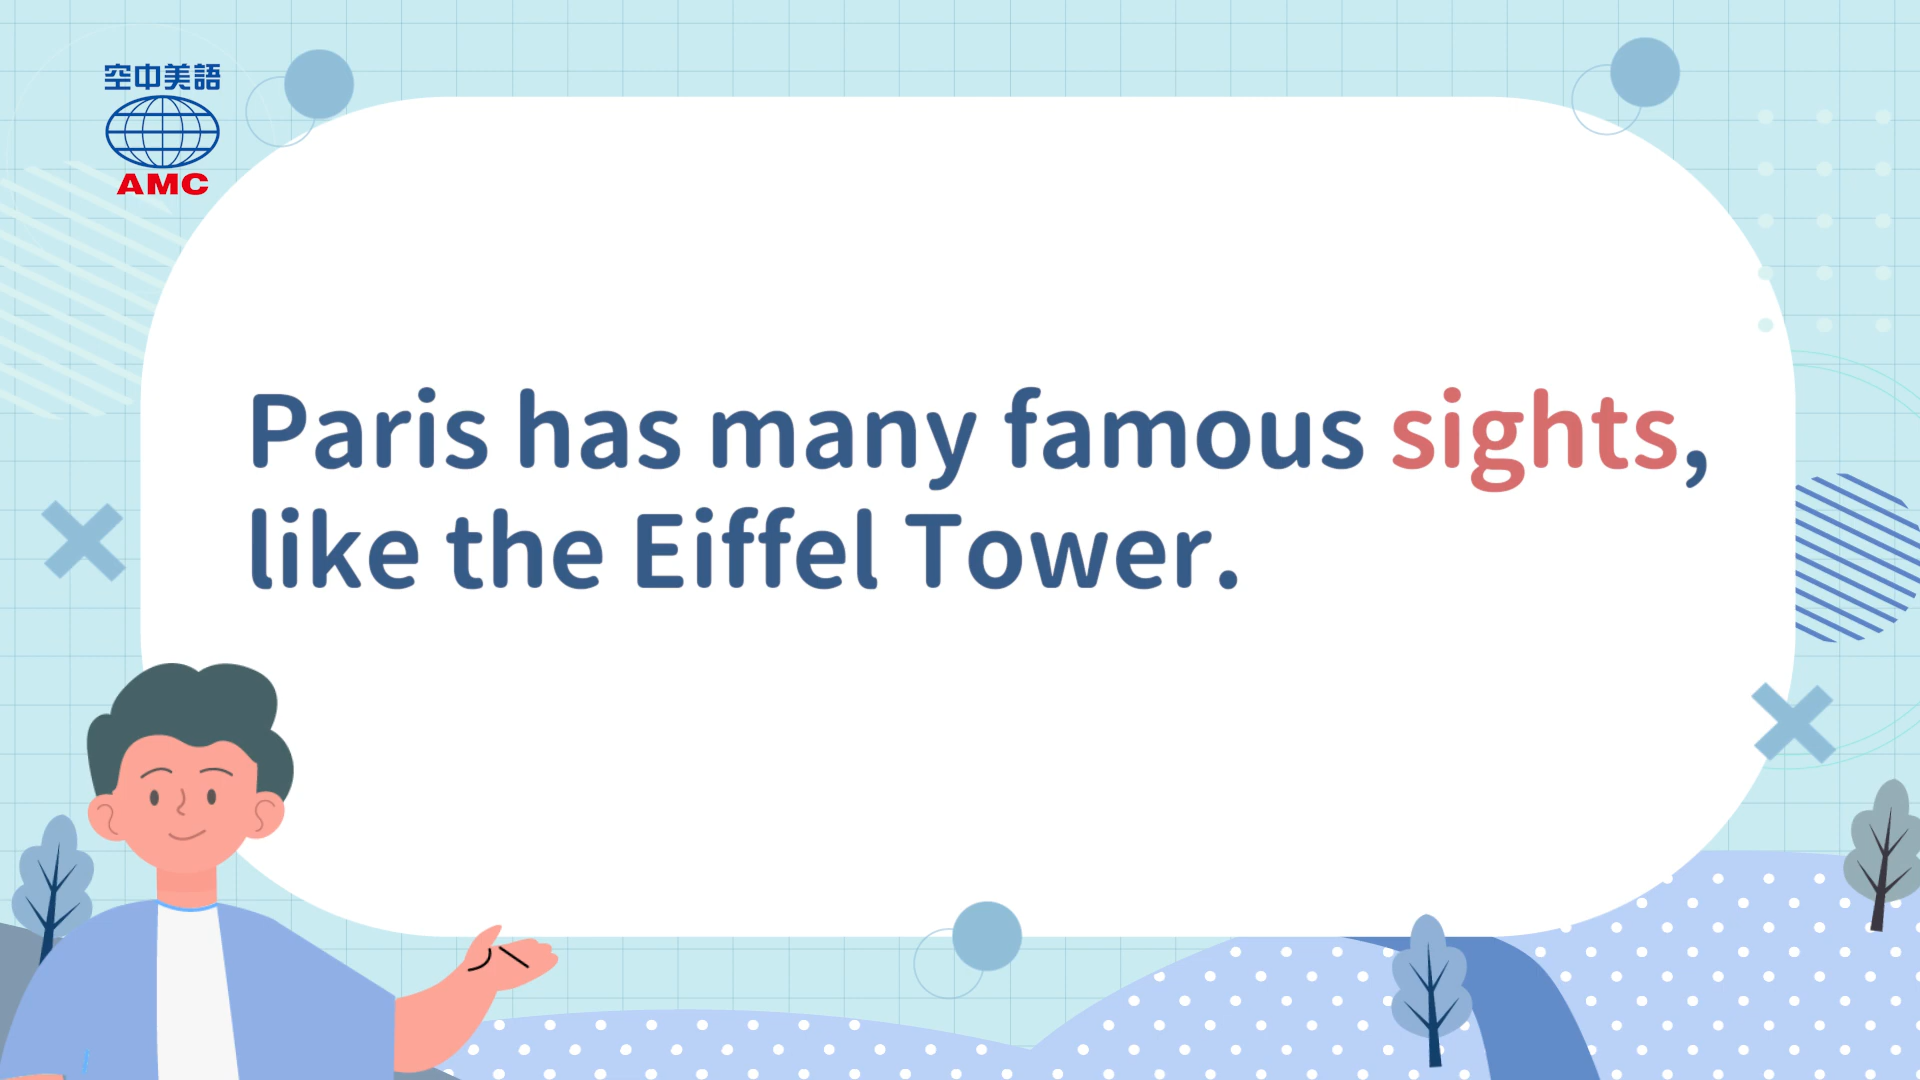 空中美語
AMC
Paris has many famous sights,
like the Eiffel Tower.